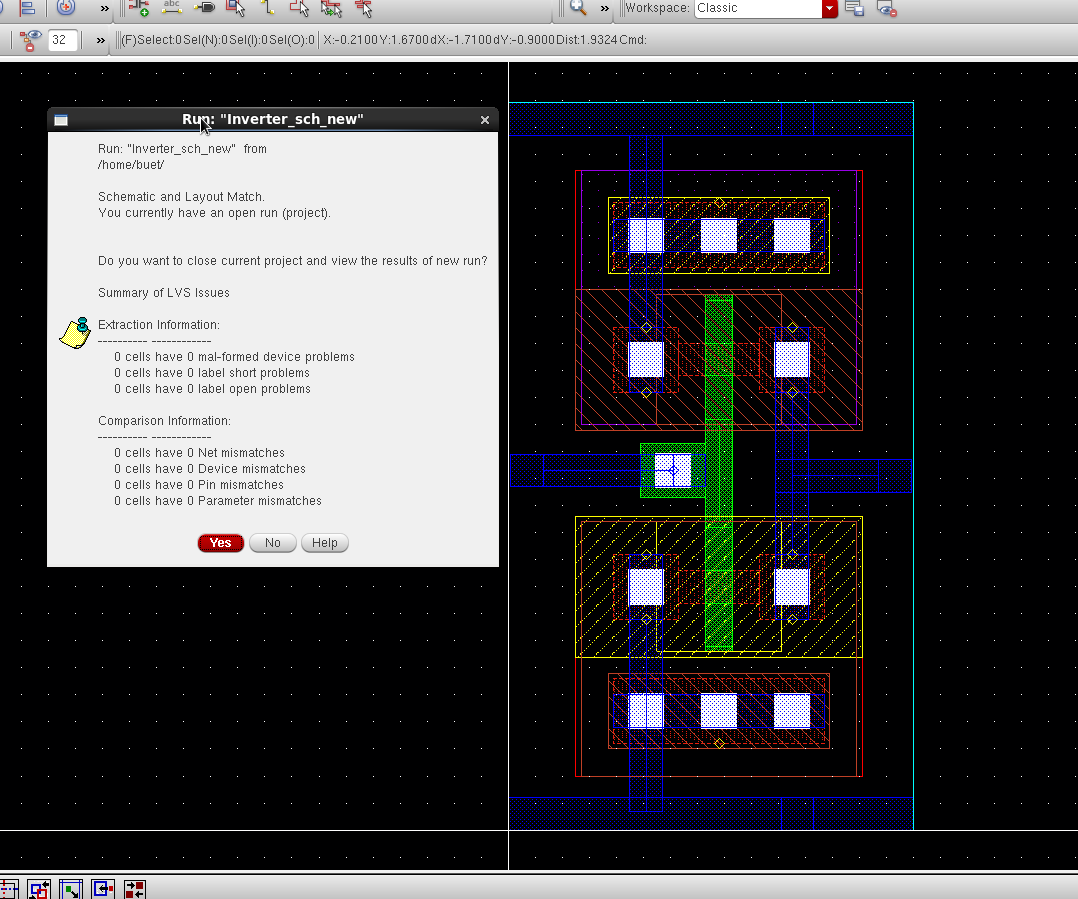 abc
Workspace: Classic
32
(F)Select:0 Sel(N):0 Sel(I):0 Sel(O):0 X:-0.2100 Y:1.6700 dX:-1.7100 dY:-0.9000 Dist:1.9324 Cmd:
Run: "Inverter_sch_new"
Run: "Inverter_sch_new" from
/home/buet/
Schematic and Layout Match.
You currently have an open run (project).
Do you want to close current project and view the results of new run?
Summary of LVS Issues
Extraction Information:
---------- ------------
0 cells have 0 mal-formed device problems
0 cells have 0 label short problems
0 cells have 0 label open problems
Comparison Information:
---------- ------------
0 cells have 0 Net mismatches
0 cells have 0 Device mismatches
0 cells have 0 Pin mismatches
0 cells have 0 Parameter mismatches
Yes No Help